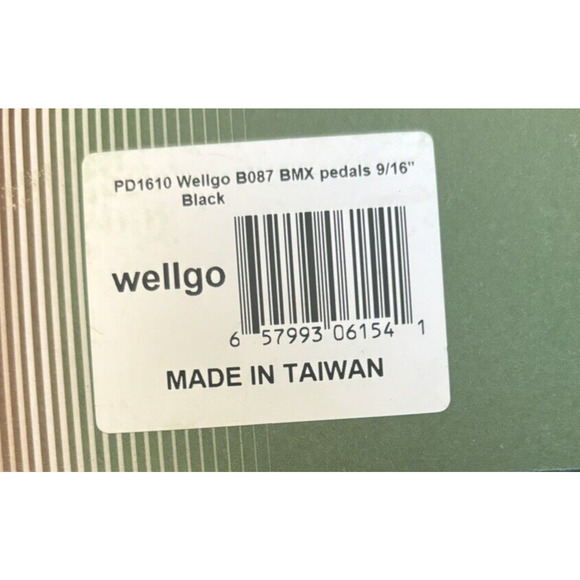 PD1610 Wellgo B087 BMX pedals 9/16"
Black
wellgo
6 57993 06154 1
MADE IN TAIWAN